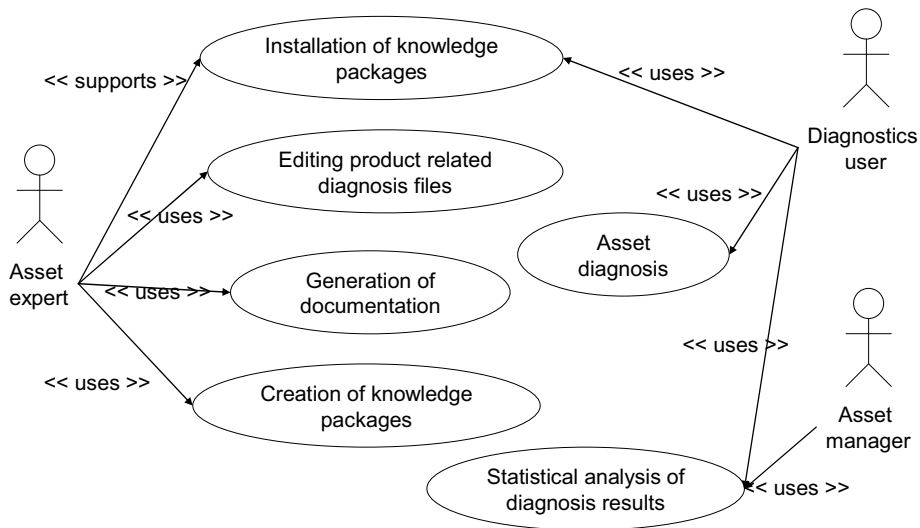 Installation of knowledge
packages
<< supports >>
<< uses >>
Diagnostics
user
Editing product related
diagnosis files
<< uses >>
<< uses >>
Asset
diagnosis
Asset
expert
Generation of
documentation
<< uses >>
<< uses >>
<< uses >>
Creation of knowledge
packages
Asset
manager
Statistical analysis of
diagnosis results
<< uses >>